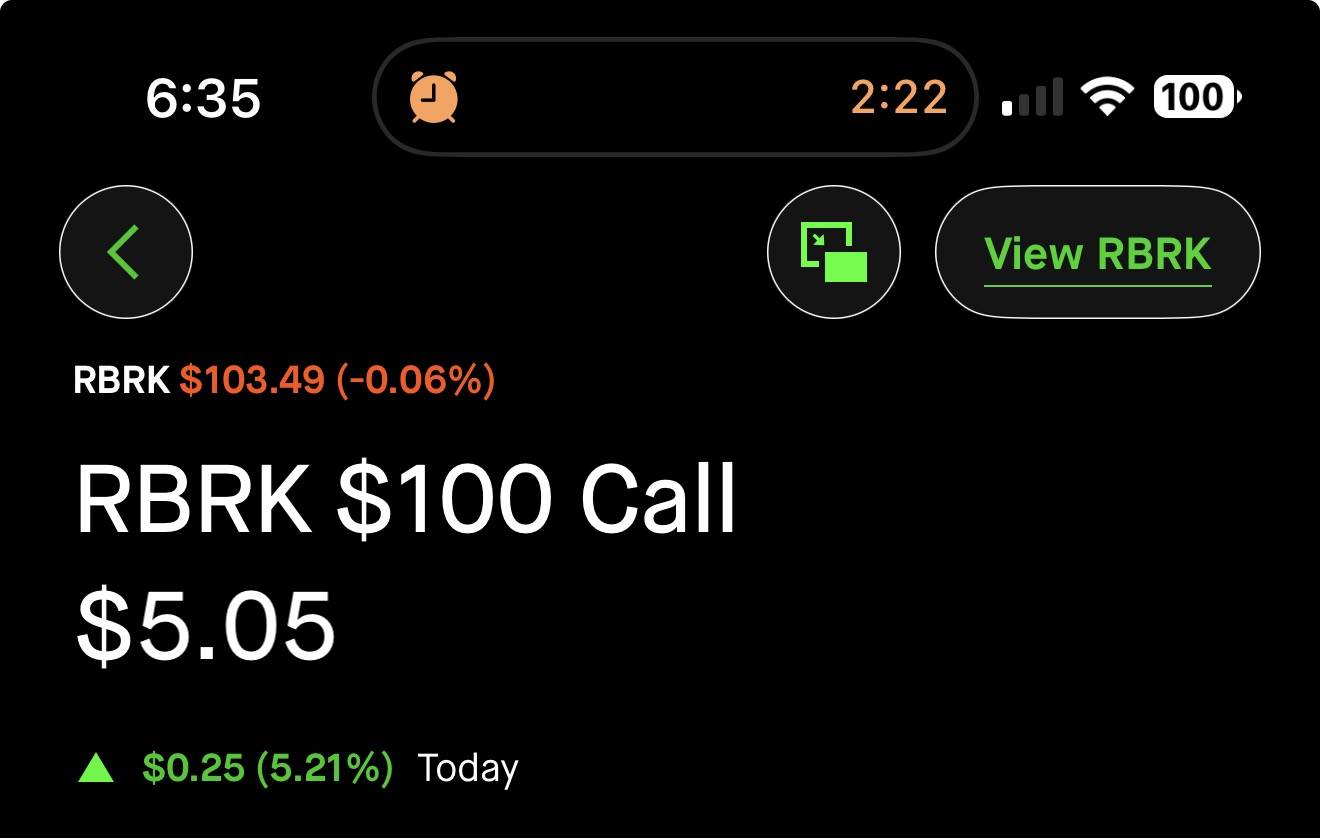 6:35 2:22 100
View RBRK
RBRK $103.49 (-0.06%)
RBRK $100 Call
$5.05
▲ $0.25 (5.21%) Today